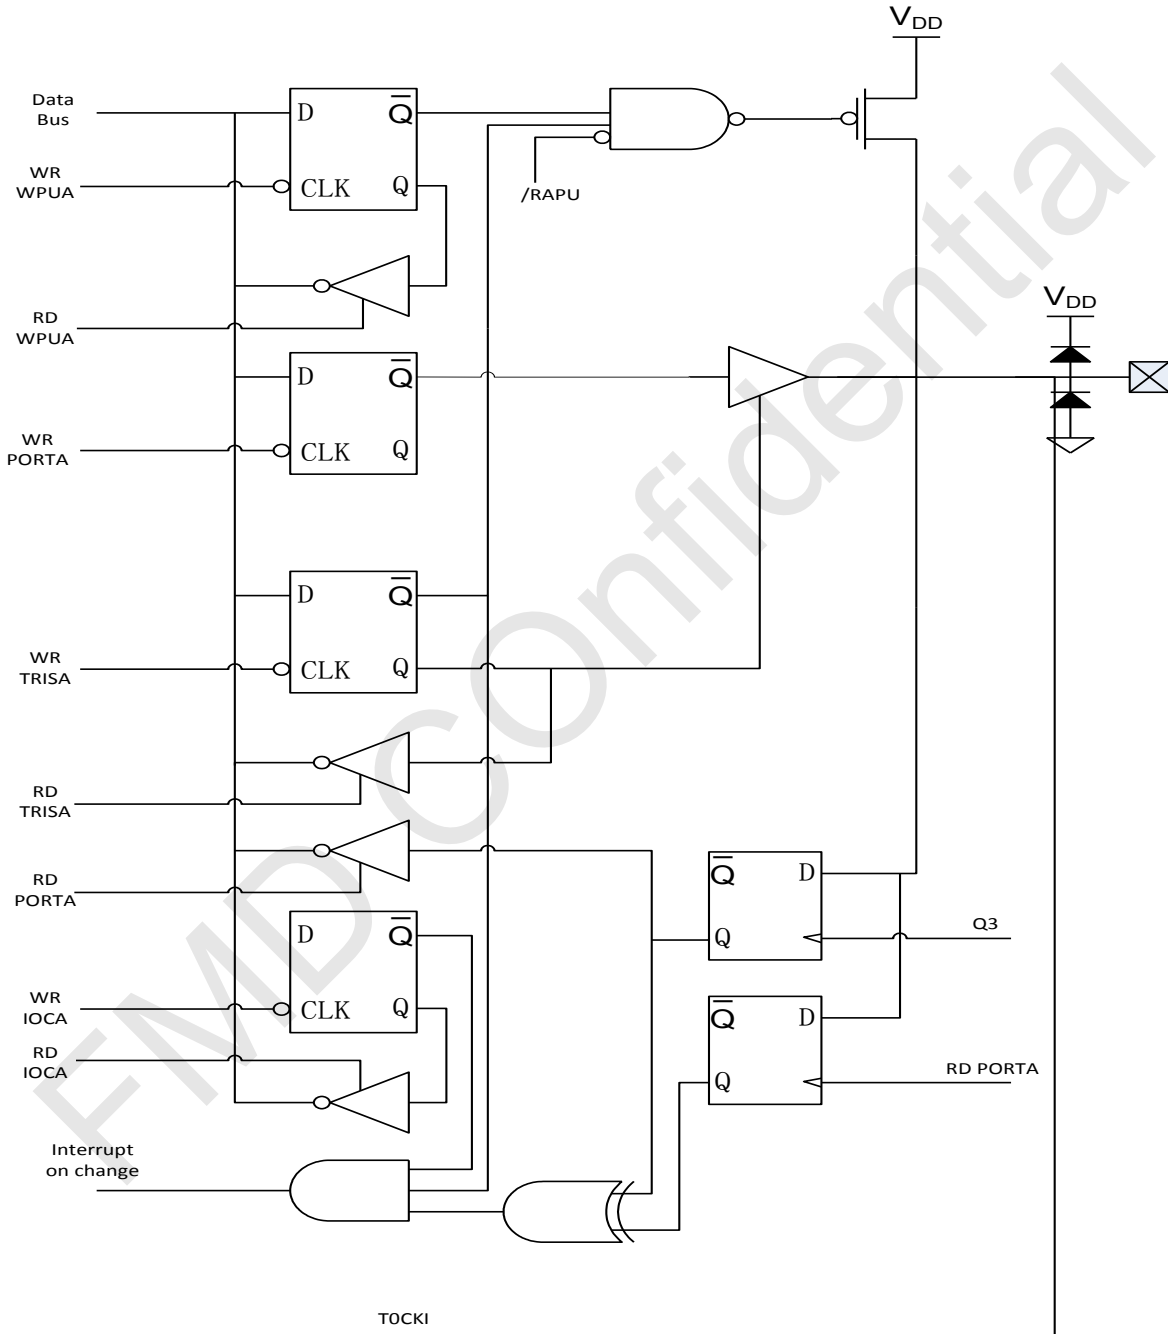 VDD
Data
Bus
D
Q
WR
WPUA
CLK
Q
/RAPU
RD
WPUA
VDD
D
Q
WR
PORTA
CLK
Q
D
Q
WR
TRISA
CLK
Q
RD
TRISA
RD
PORTA
Q
D
Q
Q3
D
Q
WR
IOCA
CLK
Q
RD
IOCA
Q
D
Q
RD PORTA
Interrupt
on change
T0CKI
FMD COnfidential